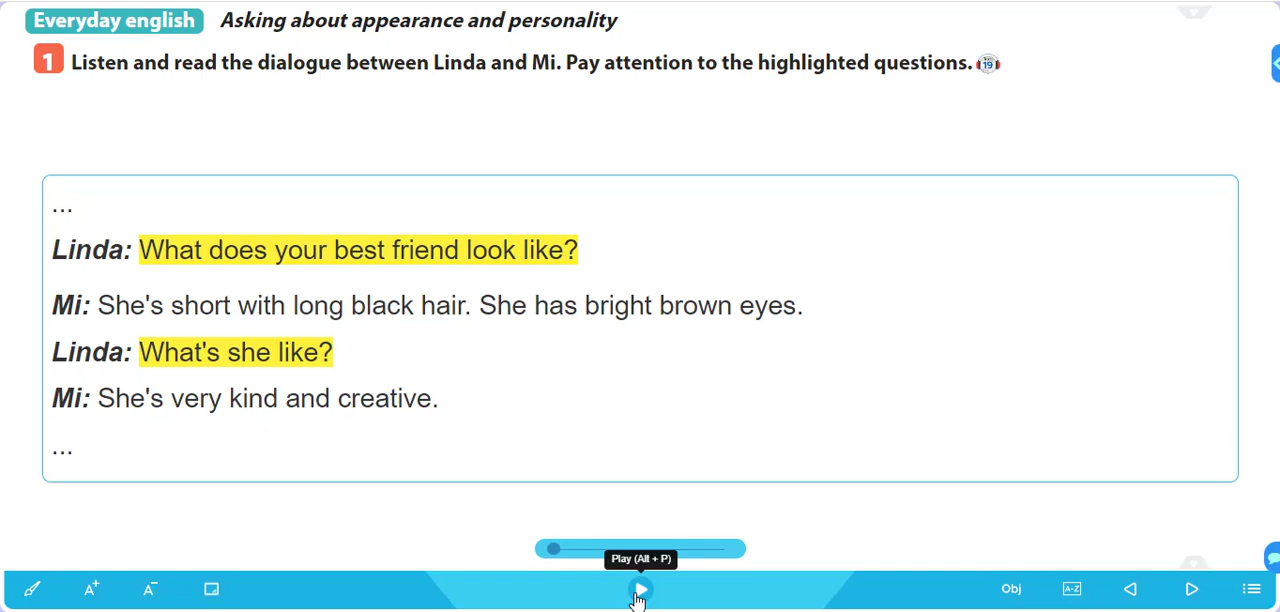 Everyday english Asking about appearance and personality
1 Listen and read the dialogue between Linda and Mi. Pay attention to the highlighted questions. 19
...
Linda: What does your best friend look like?
Mi: She's short with long black hair. She has bright brown eyes.
Linda: What's she like?
Mi: She's very kind and creative.
...
Play (Alt + P)
A+ A- Obj A-Z